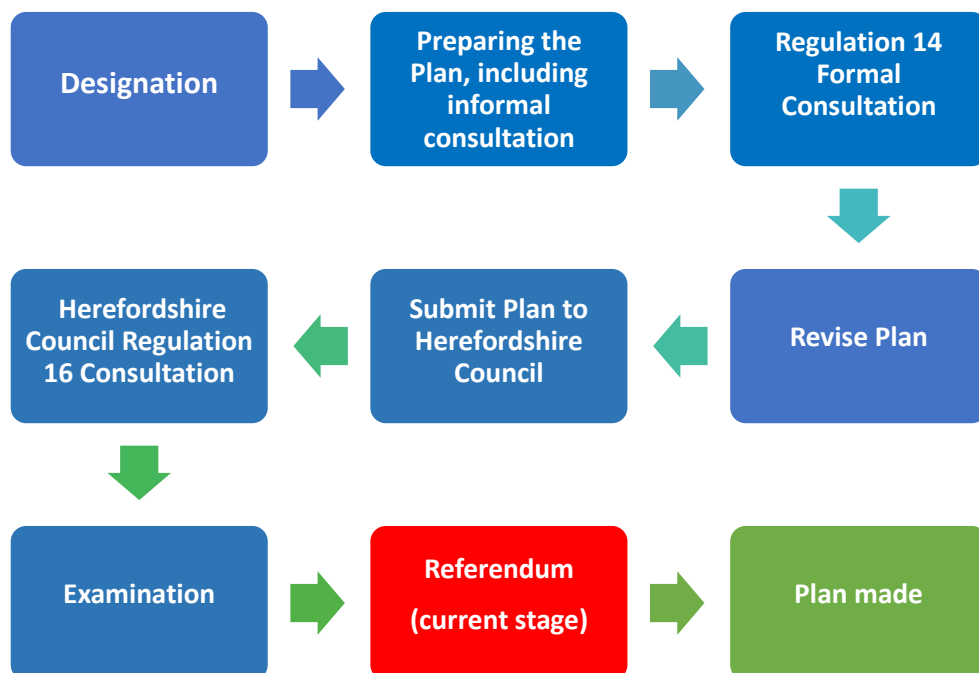 Designation
Preparing the
Plan, including
informal
consultation
Regulation 14
Formal
Consultation
Revise Plan
Submit Plan to
Herefordshire
Council
Herefordshire
Council Regulation
16 Consultation
Examination
Referendum
(current stage)
Plan made